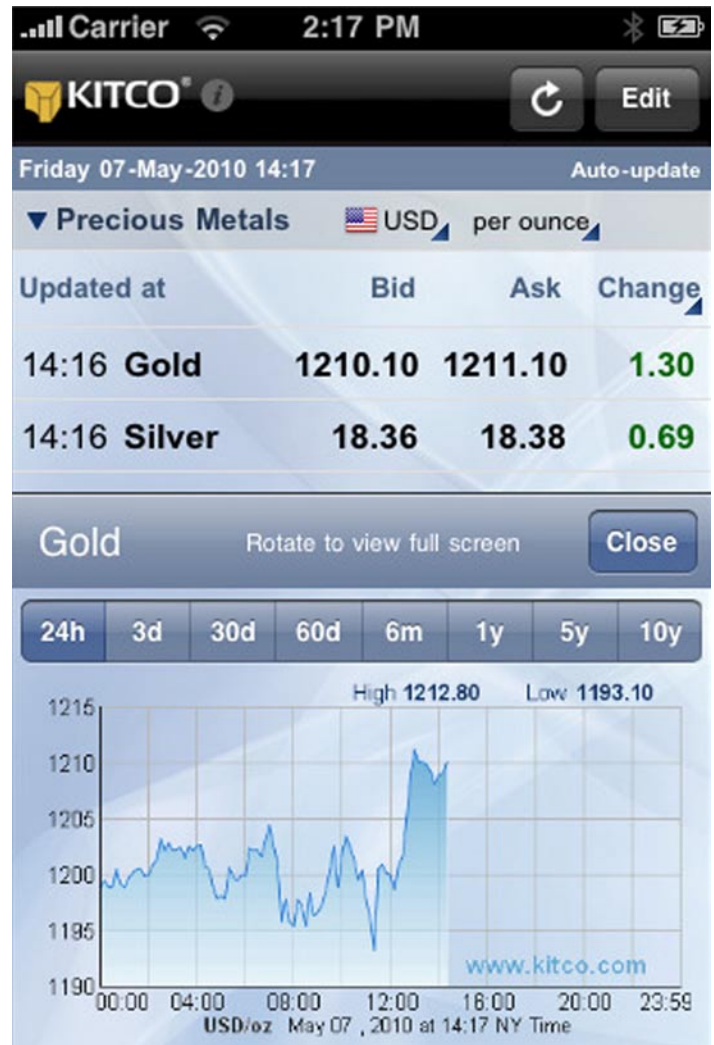 Carrier 2:17 PM
KITCO® i Edit
Friday 07-May-2010 14:17 Auto-update
▼ Precious Metals USD per ounce
Updated at Bid Ask Change
14:16 Gold 1210.10 1211.10 1.30
14:16 Silver 18.36 18.38 0.69
Gold Rotate to view full screen Close
24h 3d 30d 60d 6m 1y 5y 10y
High 1212.80 Low 1193.10
1215
1210
1205
1200
1195
www.kitco.com
1190
00:00 04:00 08:00 12:00 16:00 20:00 23:59
USD/oz May 07 , 2010 at 14:17 NY Time